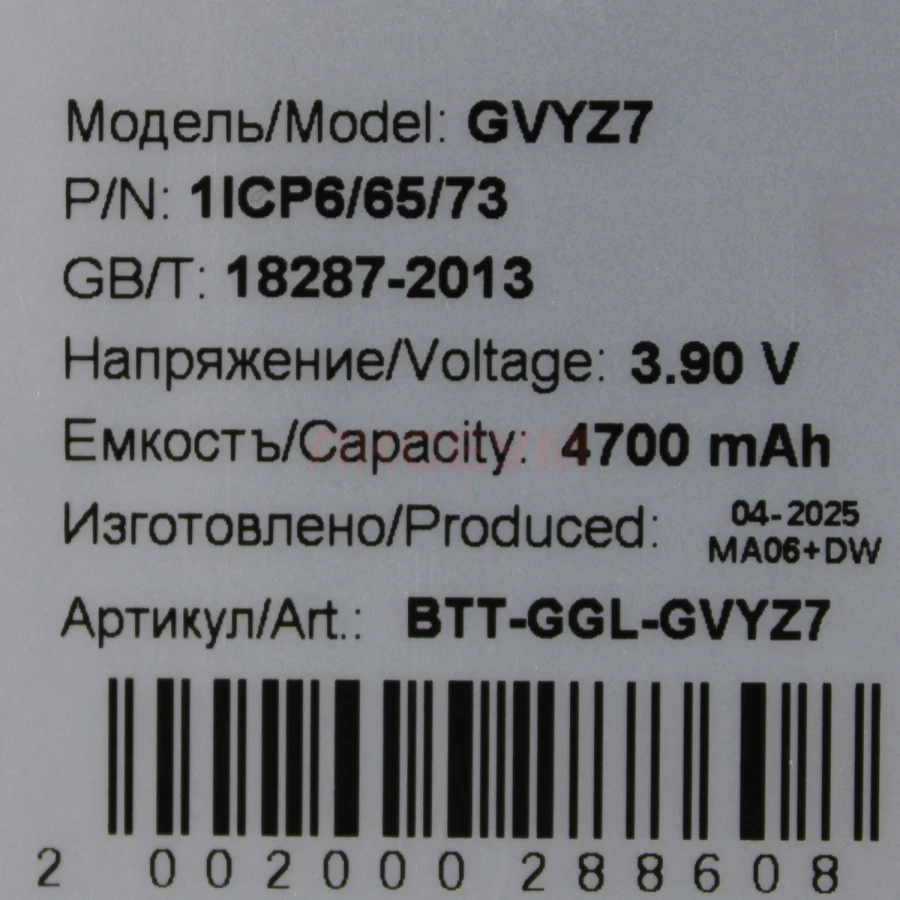 Модель/Model: GVYZ7
P/N: 1ICP6/65/73
GB/T: 18287-2013
Напряжение/Voltage: 3.90 V
Емкостъ/Capacity: 4700 mAh
Изготовлено/Produced: 04-2025
MA06+DW
Артикул/Art.: BTT-GGL-GVYZ7
2 002000 288608